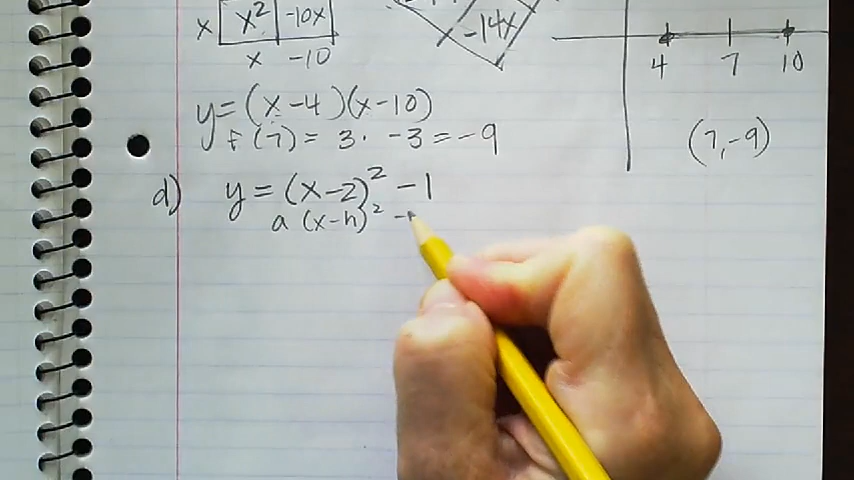 x x² -10x
x -10
-14x
4 7 10
y = (x-4)(x-10)
f(7) = 3 · -3 = -9
(7,-9)
d) y = (x-2)² -1
a (x-h)²